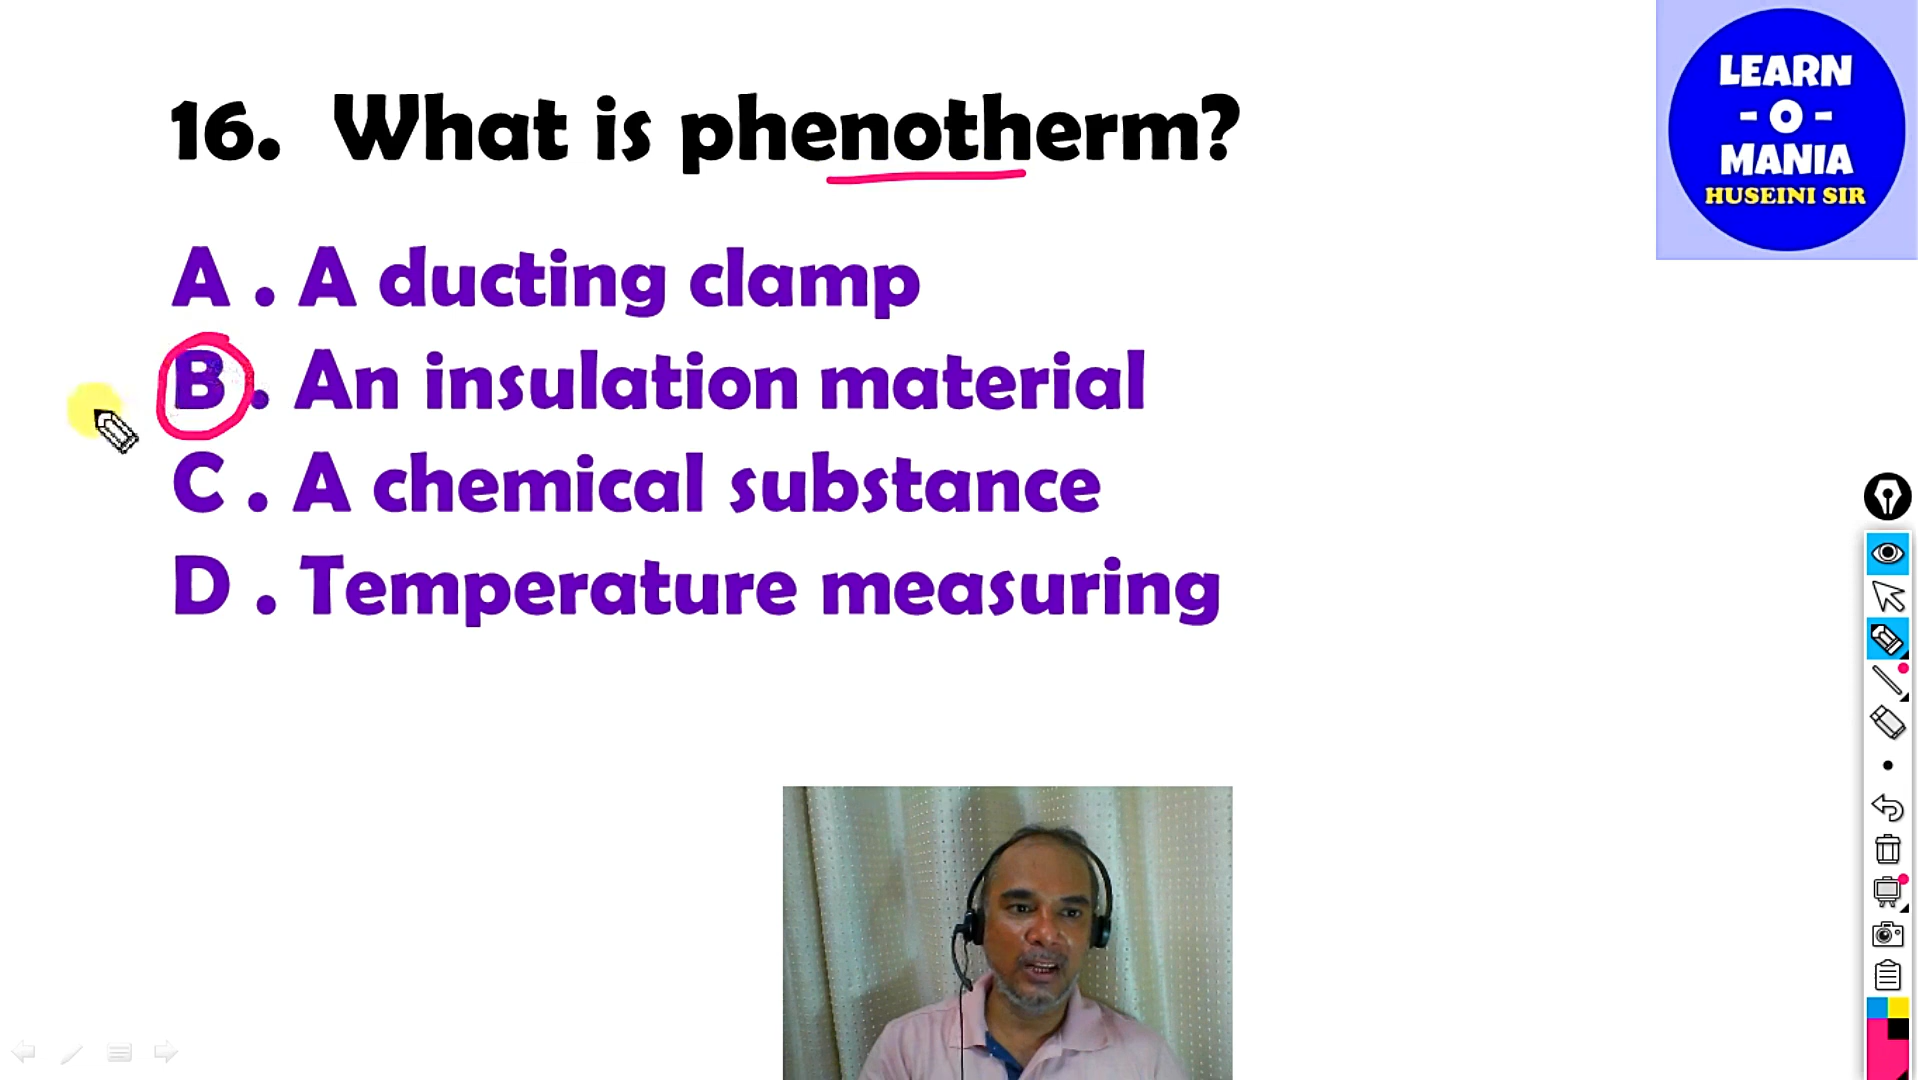 LEARN
- O -
MANIA
HUSEINI SIR
16. What is phenotherm?
A . A ducting clamp
B . An insulation material
C . A chemical substance
D . Temperature measuring